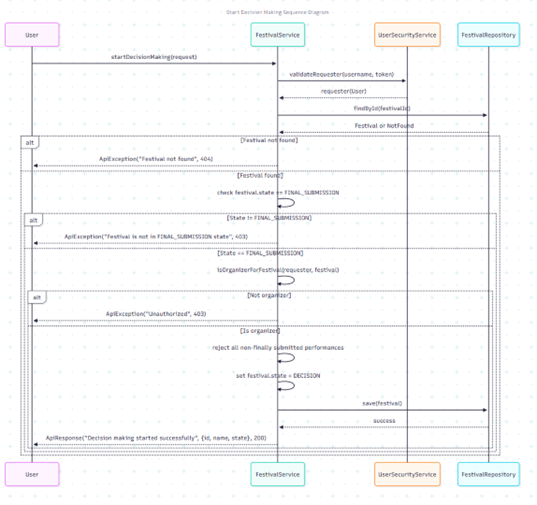 Start Decision Making Sequence Diagram
User
FestivalService
UserSecurityService
FestivalRepository
startDecisionMaking(request)
validateRequester(username, token)
requester(User)
findById(festivalId)
Festival or NotFound
alt
[Festival not found]
ApiException("Festival not found", 404)
[Festival found]
check festival.state == FINAL_SUBMISSION
alt
[State != FINAL_SUBMISSION]
ApiException("Festival is not in FINAL_SUBMISSION state", 403)
[State == FINAL_SUBMISSION]
isOrganizerForFestival(requester, festival)
alt
[Not organizer]
ApiException("Unauthorized", 403)
[Is organizer]
reject all non-finally submitted performances
set festival.state = DECISION
save(festival)
success
ApiResponse("Decision making started successfully", {id, name, state}, 200)
User
FestivalService
UserSecurityService
FestivalRepository